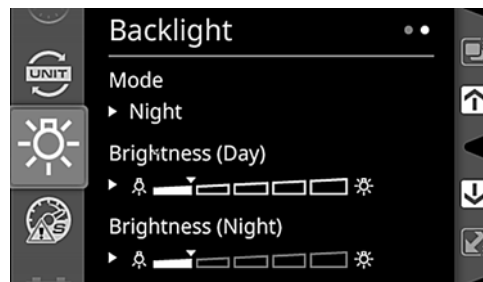 Backlight
UNIT
Mode
Night
Brightness (Day)
S
Brightness (Night)